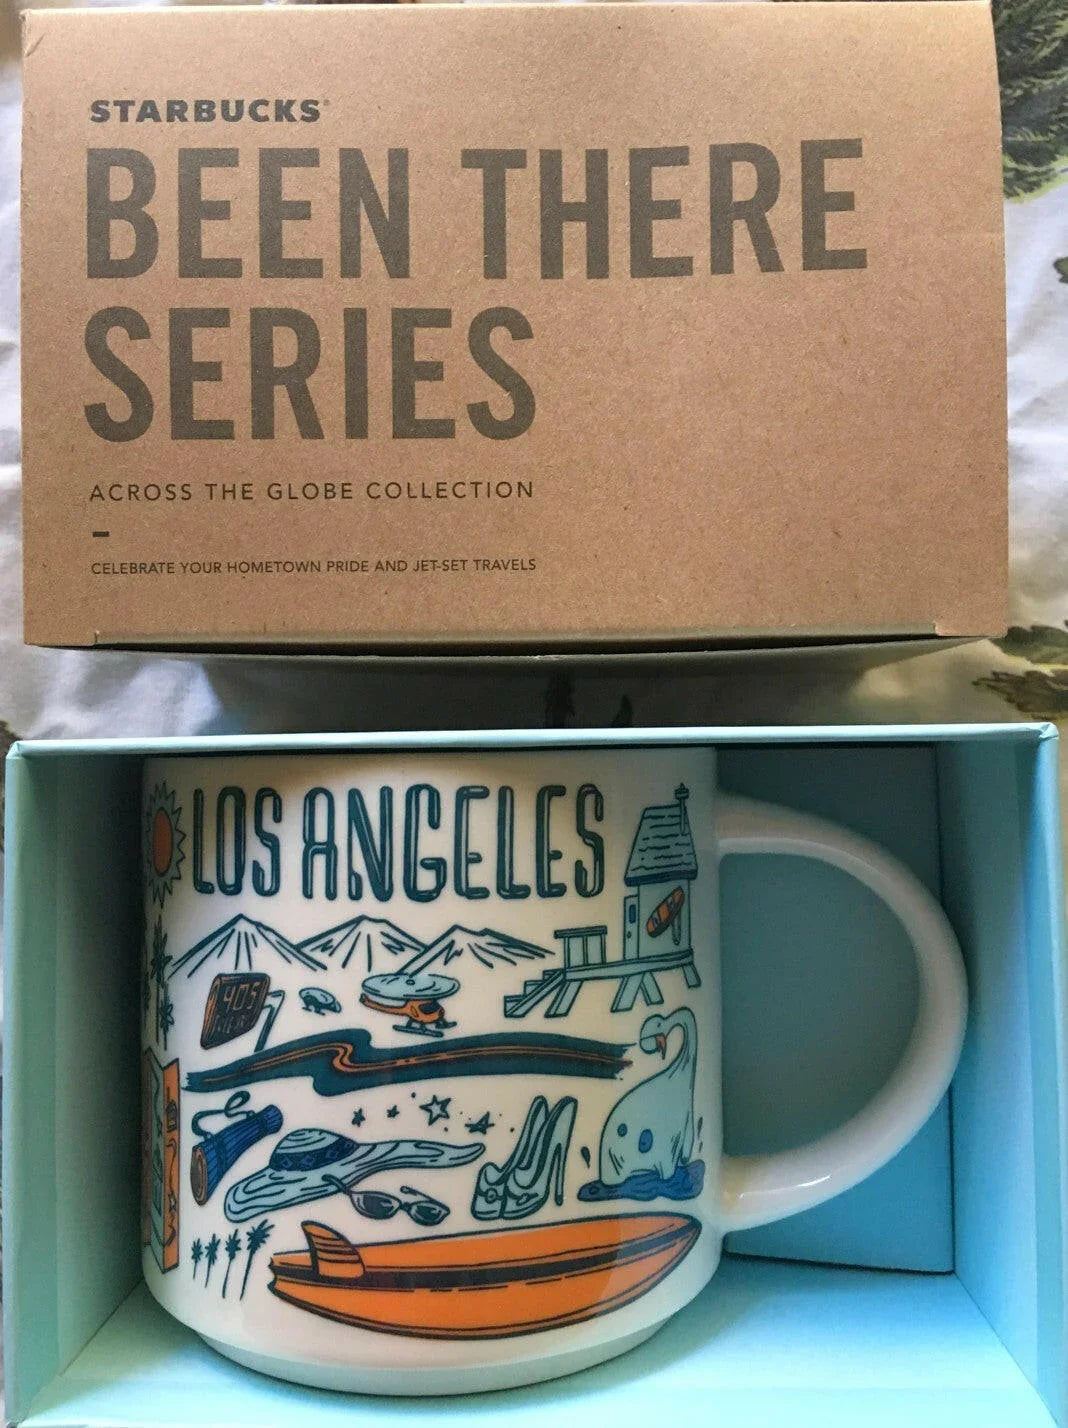 STARBUCKS®
BEEN THERE
SERIES
ACROSS THE GLOBE COLLECTION
CELEBRATE YOUR HOMETOWN PRIDE AND JET-SET TRAVELS
LOS ANGELES
405